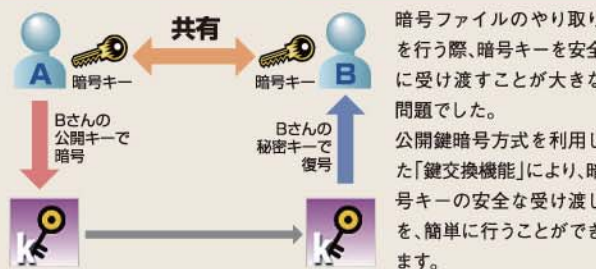 共有
A
暗号キー
暗号キー
B
Bさんの
公開キーで
暗号
Bさんの
秘密キーで
復号
k
k
暗号ファイルのやり取り
を行う際、暗号キーを安全
に受け渡すことが大きな
問題でした。
公開鍵暗号方式を利用し
た「鍵交換機能」により、暗
号キーの安全な受け渡し
を、簡単に行うことができ
ます。